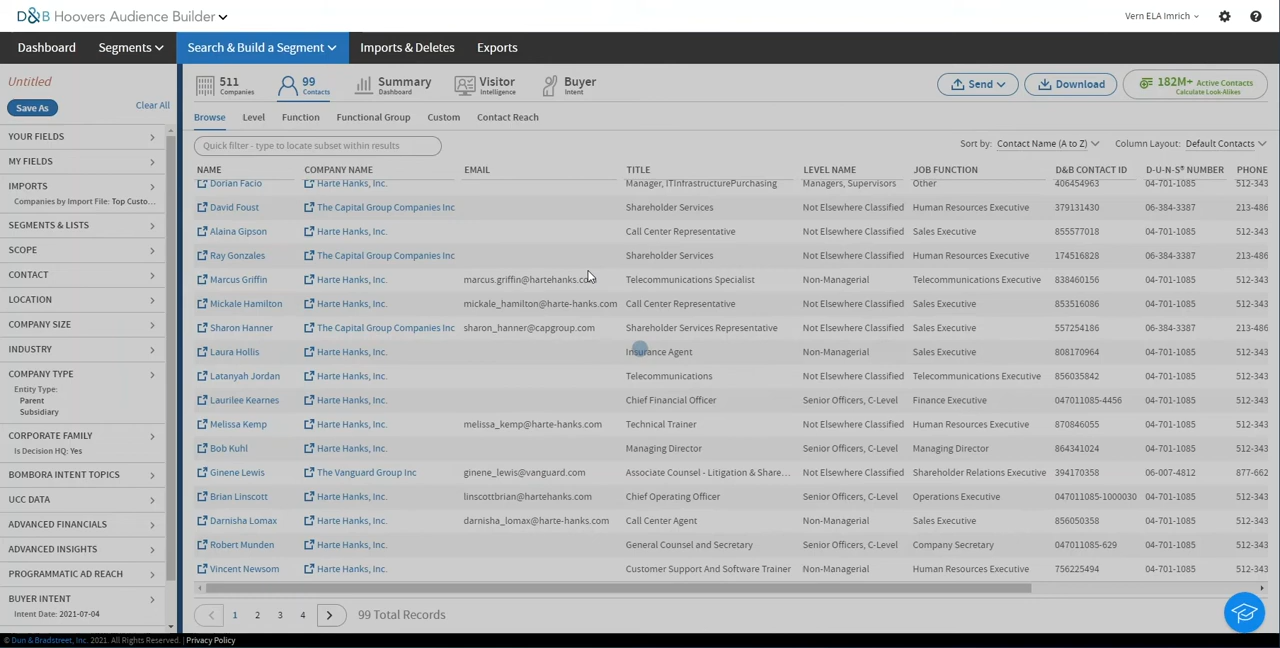 D&B Hoovers Audience Builder
Vern ELA Imrich
Dashboard Segments Search & Build a Segment Imports & Deletes Exports
Untitled
Save As Clear All
YOUR FIELDS
MY FIELDS
IMPORTS
Companies by Import File: Top Custo...
SEGMENTS & LISTS
SCOPE
CONTACT
LOCATION
COMPANY SIZE
INDUSTRY
COMPANY TYPE
Entity Type:
Parent
Subsidiary
CORPORATE FAMILY
Is Decision HQ: Yes
BOMBORA INTENT TOPICS
UCC DATA
ADVANCED FINANCIALS
ADVANCED INSIGHTS
PROGRAMMATIC AD REACH
BUYER INTENT
Intent Date: 2021-07-04
511 Companies 99 Contacts Summary Dashboard Visitor Intelligence Buyer Intent Send Download 182M+ Active Contacts Calculate Look-Alikes
Browse Level Function Functional Group Custom Contact Reach
Quick filter - type to locate subset within results Sort by: Contact Name (A to Z) Column Layout: Default Contacts
NAME COMPANY NAME EMAIL TITLE LEVEL NAME JOB FUNCTION D&B CONTACT ID D-U-N-S® NUMBER PHONE
Dorian Facio Harte Hanks, Inc. Manager, ITInfrastructurePurchasing Managers, Supervisors Other 406454963 04-701-1085 512-343
David Foust The Capital Group Companies Inc Shareholder Services Not Elsewhere Classified Human Resources Executive 379131430 06-384-3387 213-486
Alaina Gipson Harte Hanks, Inc. Call Center Representative Not Elsewhere Classified Sales Executive 855577018 04-701-1085 512-343
Ray Gonzales The Capital Group Companies Inc Shareholder Services Not Elsewhere Classified Human Resources Executive 174516828 06-384-3387 213-486
Marcus Griffin Harte Hanks, Inc. marcus.griffin@hartehanks.com Telecommunications Specialist Non-Managerial Telecommunications Executive 838460156 04-701-1085 512-343
Mickale Hamilton Harte Hanks, Inc. mickale_hamilton@harte-hanks.com Call Center Representative Not Elsewhere Classified Sales Executive 853516086 04-701-1085 512-343
Sharon Hanner The Capital Group Companies Inc sharon_hanner@capgroup.com Shareholder Services Representative Not Elsewhere Classified Human Resources Executive 557254186 06-384-3387 213-486
Laura Hollis Harte Hanks, Inc. Insurance Agent Non-Managerial Sales Executive 808170964 04-701-1085 512-343
Latanyah Jordan Harte Hanks, Inc. Telecommunications Not Elsewhere Classified Telecommunications Executive 856035842 04-701-1085 512-343
Laurilee Kearnes Harte Hanks, Inc. Chief Financial Officer Senior Officers, C-Level Finance Executive 047011085-4456 04-701-1085 512-343
Melissa Kemp Harte Hanks, Inc. melissa_kemp@harte-hanks.com Technical Trainer Not Elsewhere Classified Human Resources Executive 870846055 04-701-1085 512-343
Bob Kuhl Harte Hanks, Inc. Managing Director Senior Officers, C-Level Managing Director 864341024 04-701-1085 512-343
Ginene Lewis The Vanguard Group Inc ginene_lewis@vanguard.com Associate Counsel - Litigation & Share... Not Elsewhere Classified Shareholder Relations Executive 394170358 06-007-4812 877-662
Brian Linscott Harte Hanks, Inc. linscottbrian@hartehanks.com Chief Operating Officer Senior Officers, C-Level Operations Executive 047011085-1000030 04-701-1085 512-343
Darnisha Lomax Harte Hanks, Inc. darnisha_lomax@harte-hanks.com Call Center Agent Non-Managerial Sales Executive 856050358 04-701-1085 512-343
Robert Munden Harte Hanks, Inc. General Counsel and Secretary Senior Officers, C-Level Company Secretary 047011085-629 04-701-1085 512-343
Vincent Newsom Harte Hanks, Inc. Customer Support And Software Trainer Non-Managerial Human Resources Executive 756225494 04-701-1085 512-343
1 2 3 4 99 Total Records
© Dun & Bradstreet, Inc. 2021. All Rights Reserved. | Privacy Policy